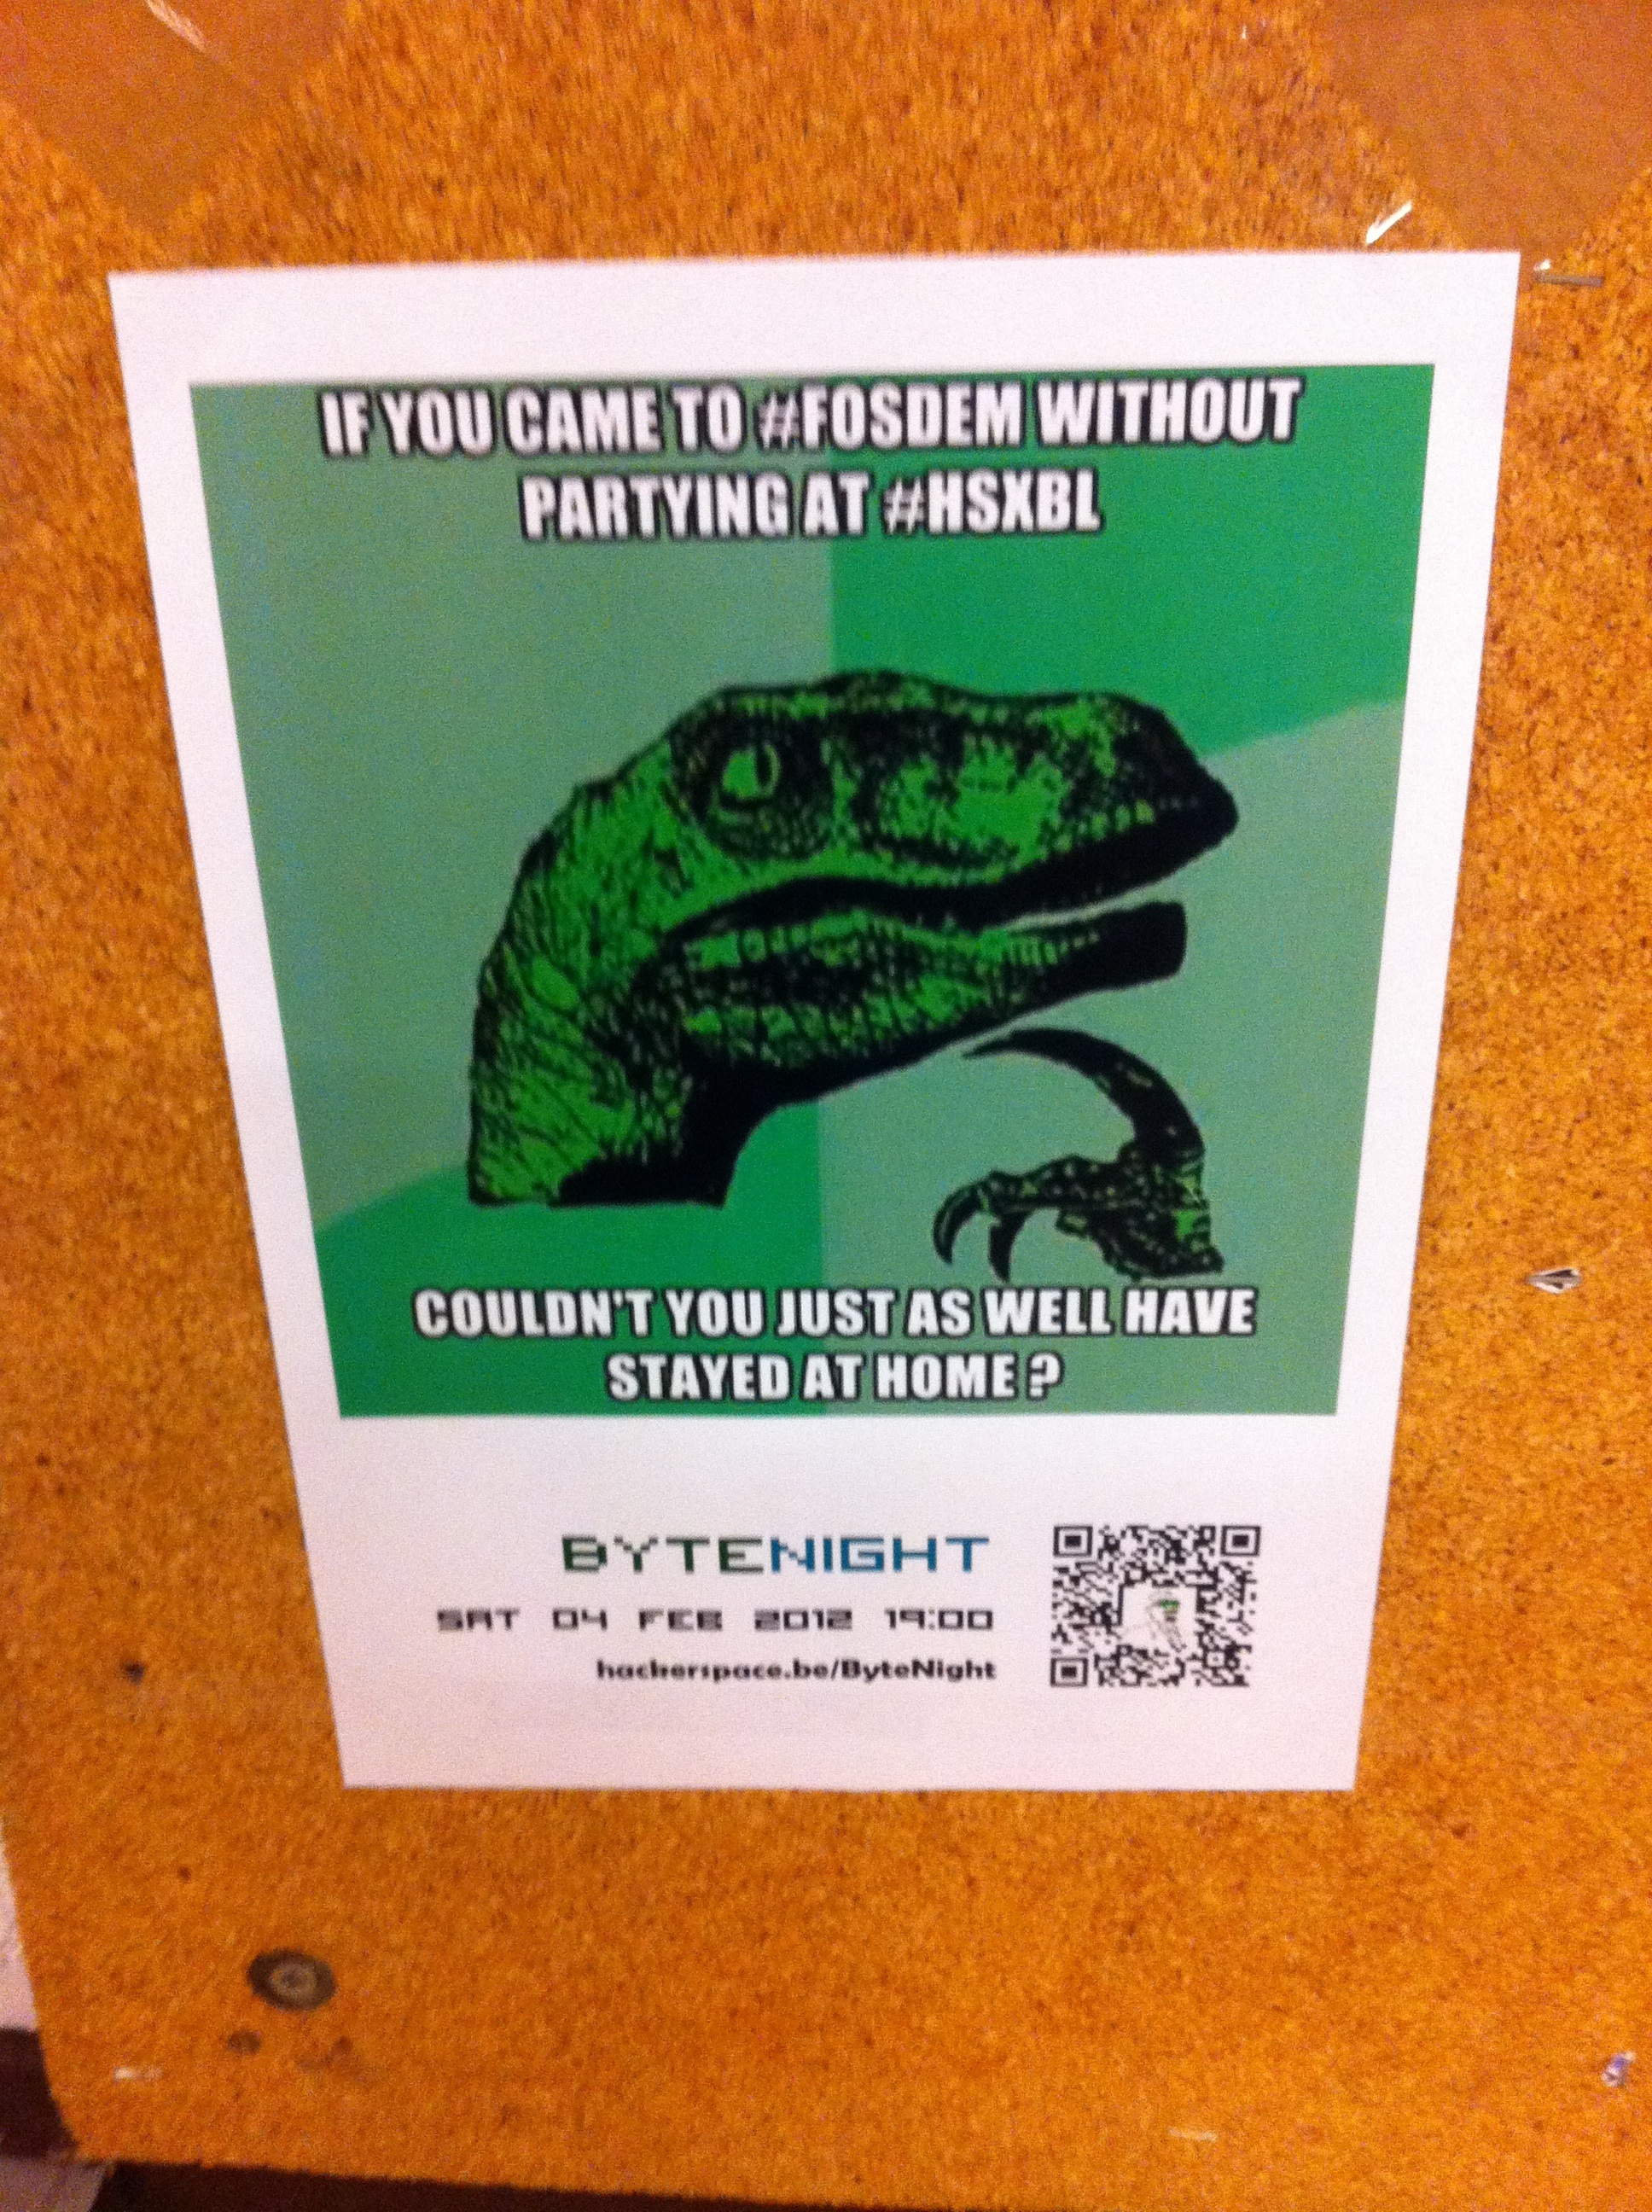 IF YOU CAME TO #FOSDEM WITHOUT
PARTYING AT #HSXBL
COULDN'T YOU JUST AS WELL HAVE
STAYED AT HOME ?
BYTENIGHT
SAT 04 FEB 2012 19:00
hackerspace.be/ByteNight